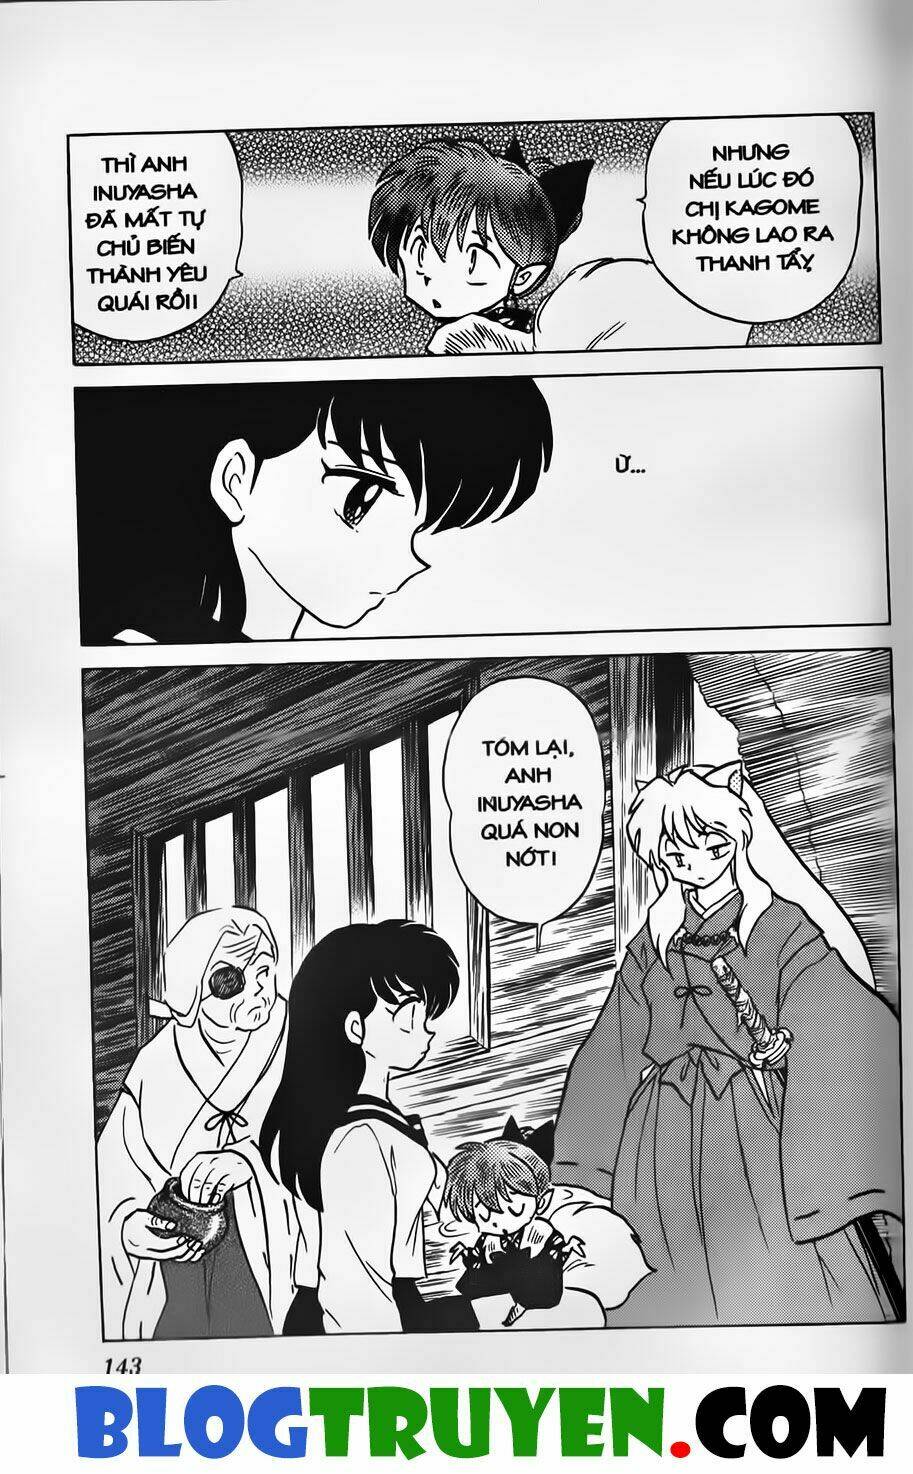 NHƯNG
NẾU LÚC ĐÓ
CHỊ KAGOME
KHÔNG LAO RA
THANH TẨY,
THÌ ANH
INUYASHA
ĐÃ MẤT TỰ
CHỦ BIẾN
THÀNH YÊU
QUÁI RỒI!
Ừ...
TÓM LẠI,
ANH
INUYASHA
QUÁ NON
NỚT!
143
BLOGTRUYEN.COM